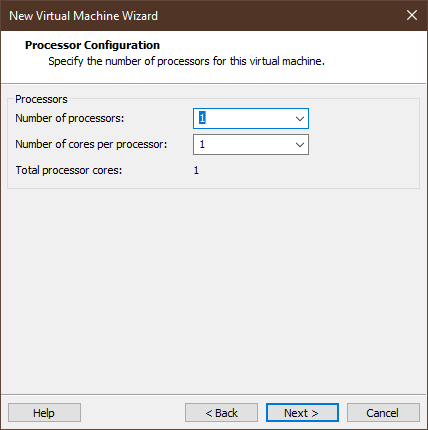 New Virtual Machine Wizard
Processor Configuration
Specify the number of processors for this virtual machine.
Processors
Number of processors: 1
Number of cores per processor: 1
Total processor cores: 1
Help < Back Next > Cancel